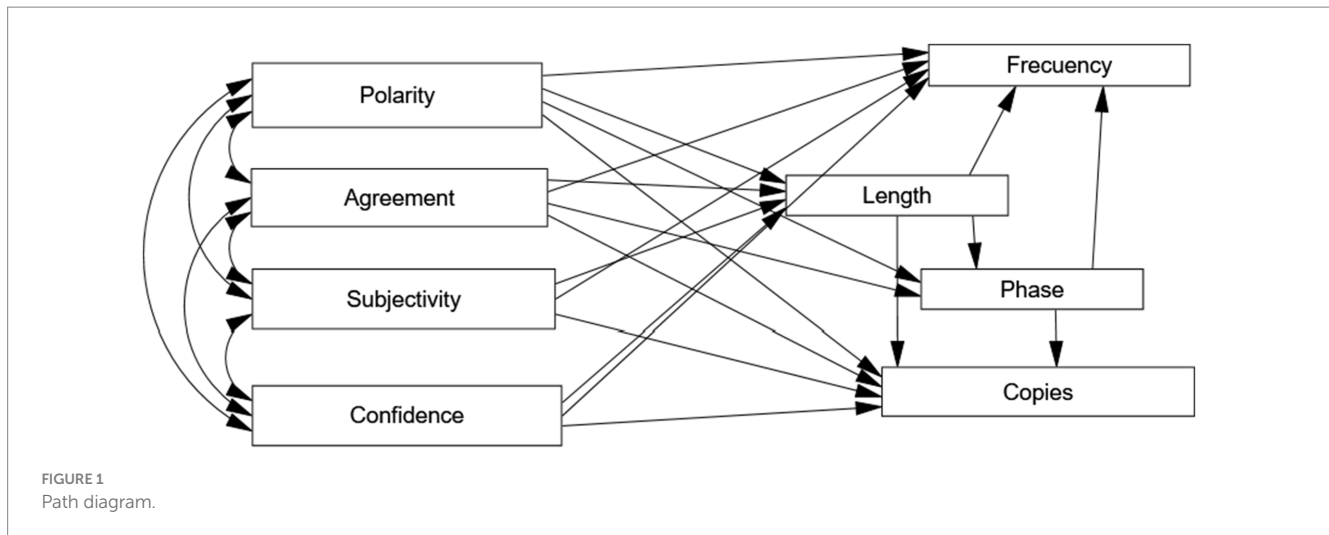 Polarity
Frecuency
Agreement
Length
Subjectivity
Phase
Confidence
Copies
FIGURE 1
Path diagram.